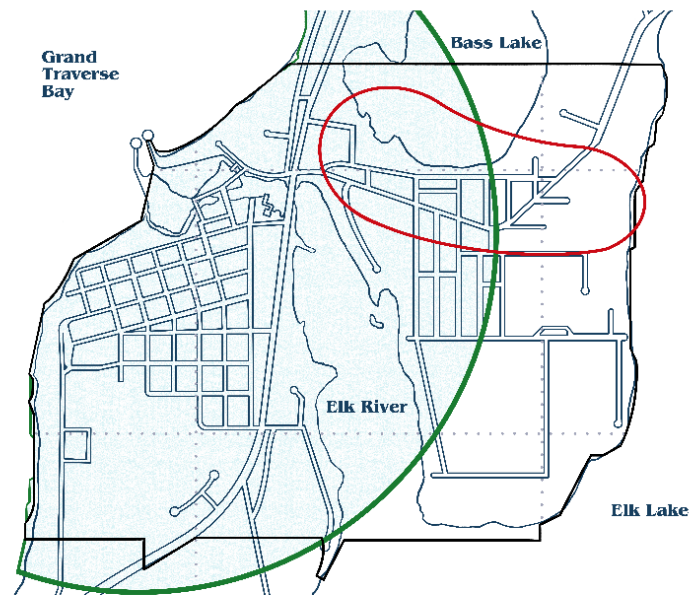 Grand
Traverse
Bay
Bass Lake
Elk River
Elk Lake